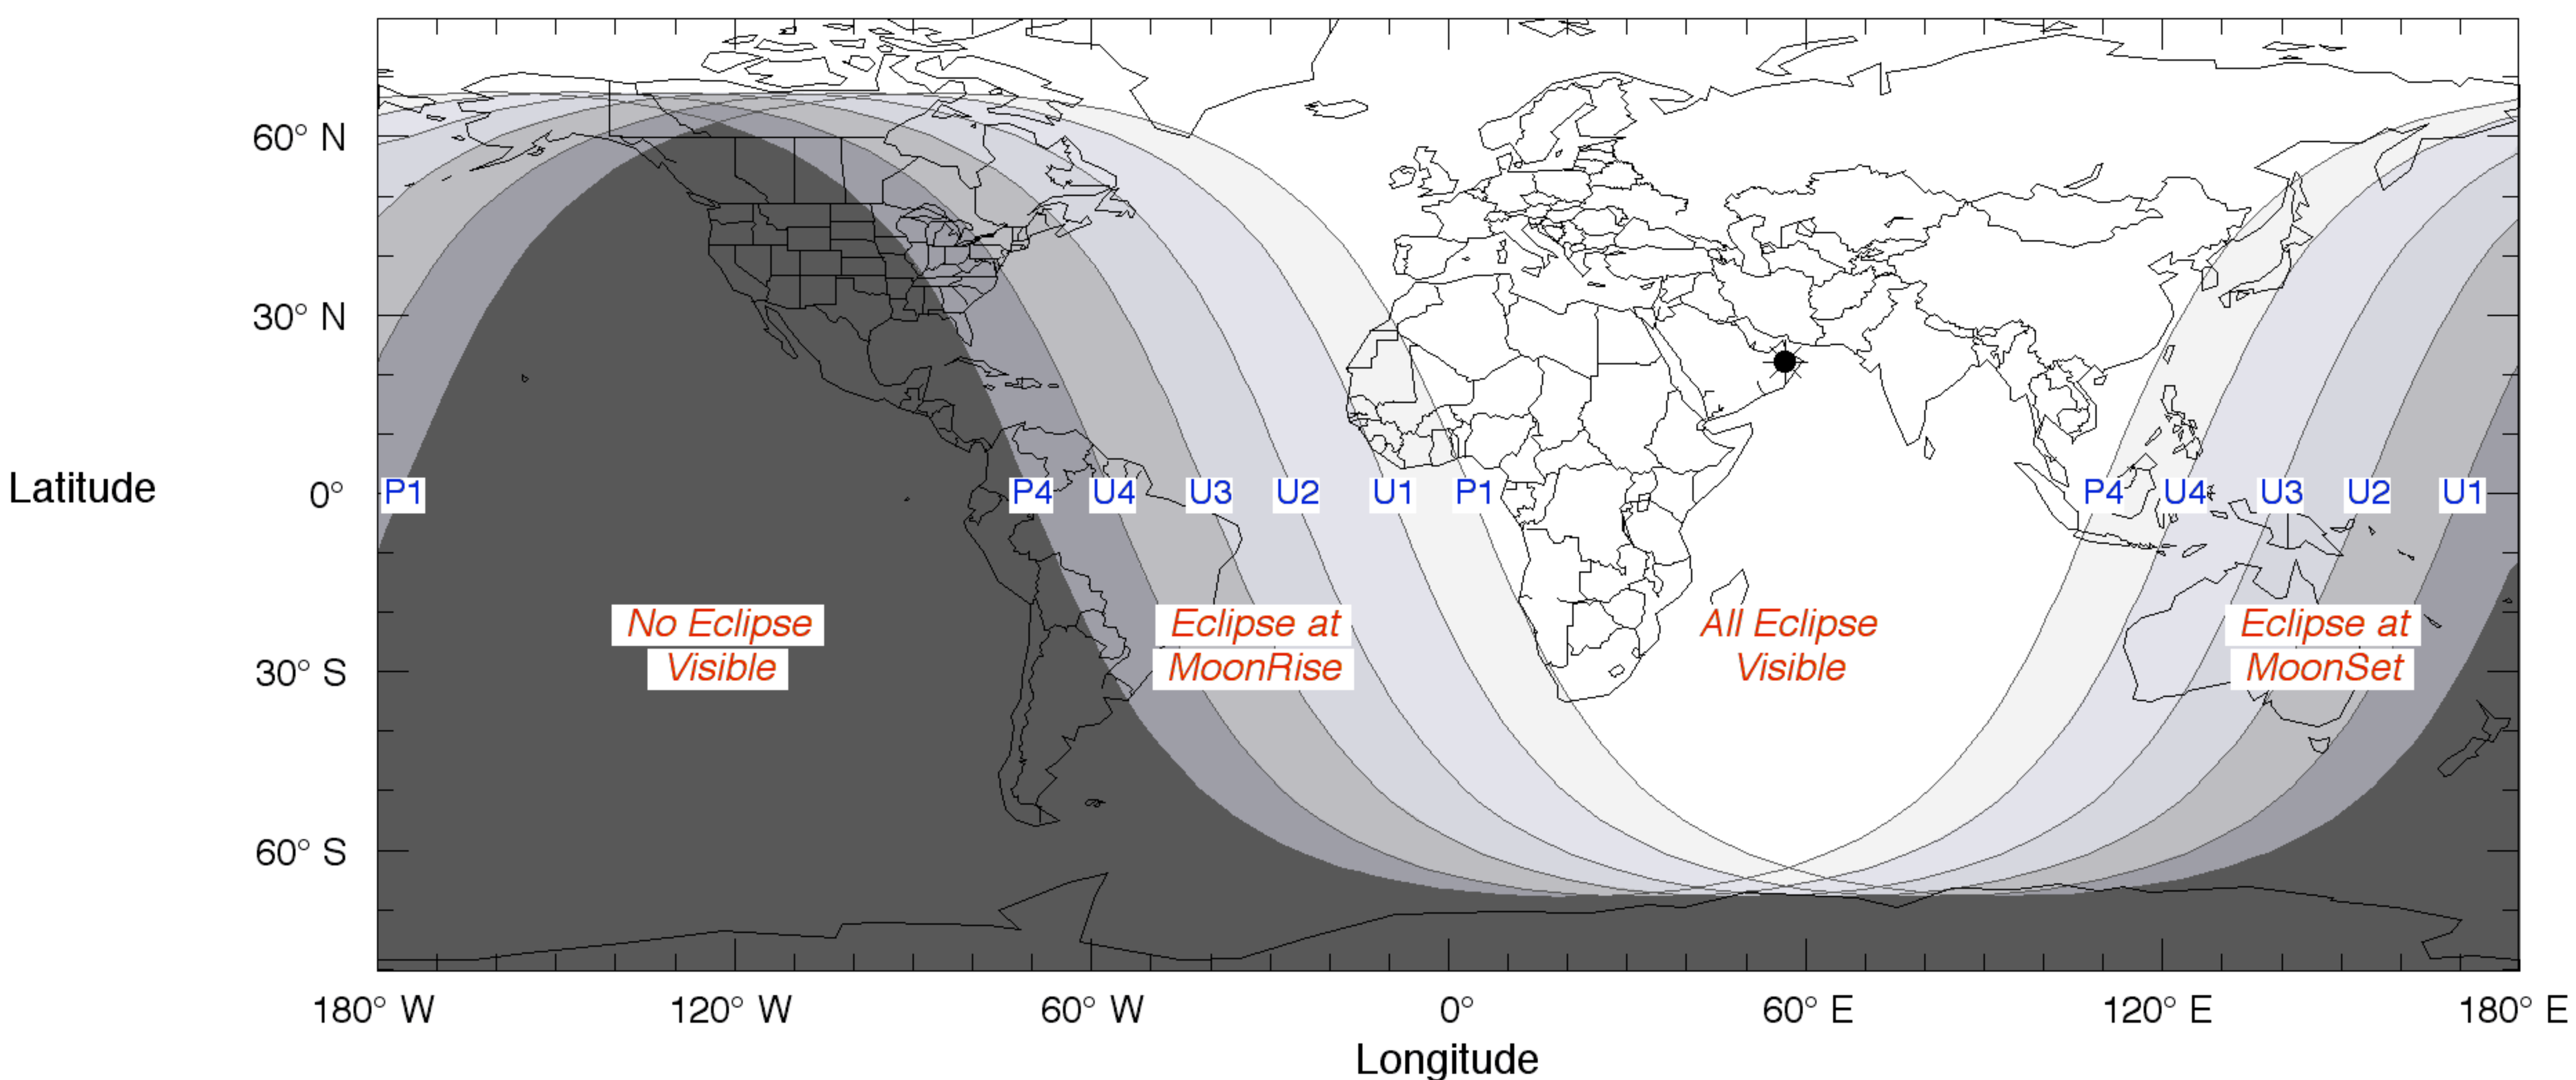 60° N
30° N
Latitude
0°
P1
P4
U4
U3
U2
U1
P1
P4
U4
U3
U2
U1
No Eclipse
Visible
Eclipse at
MoonRise
All Eclipse
Visible
Eclipse at
MoonSet
30° S
60° S
180° W
120° W
60° W
0°
60° E
120° E
180° E
Longitude